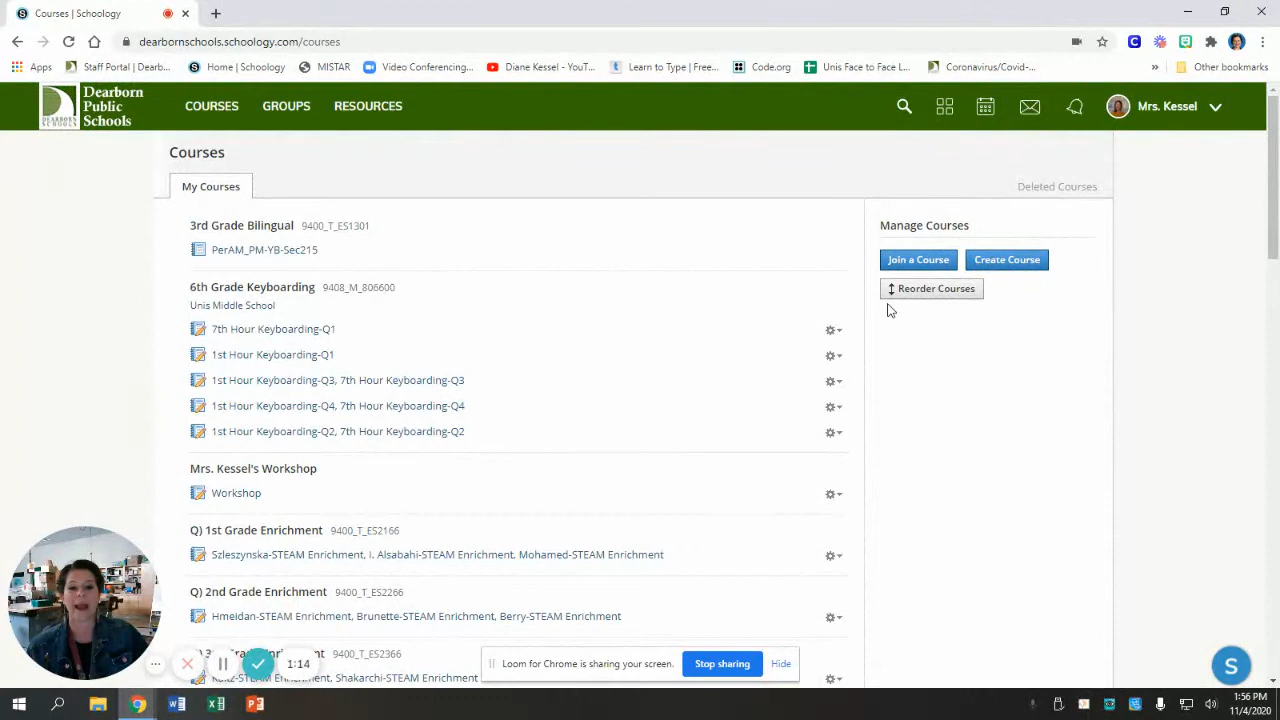 Courses | Schoology
dearbornschools.schoology.com/courses
Apps Staff Portal | Dearb... Home | Schoology MISTAR Video Conferencing... Diane Kessel - YouT... Learn to Type | Free... Code.org Unis Face to Face L... Coronavirus/Covid-... » Other bookmarks
Dearborn
Public
Schools
DEARBORN SCHOOLS
COURSES GROUPS RESOURCES Mrs. Kessel
Courses
My Courses Deleted Courses
3rd Grade Bilingual 9400_T_ES1301
PerAM_PM-YB-Sec215
6th Grade Keyboarding 9408_M_806600
Unis Middle School
7th Hour Keyboarding-Q1
1st Hour Keyboarding-Q1
1st Hour Keyboarding-Q3, 7th Hour Keyboarding-Q3
1st Hour Keyboarding-Q4, 7th Hour Keyboarding-Q4
1st Hour Keyboarding-Q2, 7th Hour Keyboarding-Q2
Mrs. Kessel's Workshop
Workshop
Q) 1st Grade Enrichment 9400_T_ES2166
Szleszynska-STEAM Enrichment, I. Alsabahi-STEAM Enrichment, Mohamed-STEAM Enrichment
Q) 2nd Grade Enrichment 9400_T_ES2266
Hmeidan-STEAM Enrichment, Brunette-STEAM Enrichment, Berry-STEAM Enrichment
T_ES2366
Shakarchi-STEAM Enrichment
Manage Courses
Join a Course Create Course
Reorder Courses
1:14
Loom for Chrome is sharing your screen. Stop sharing Hide
S
1:56 PM
11/4/2020